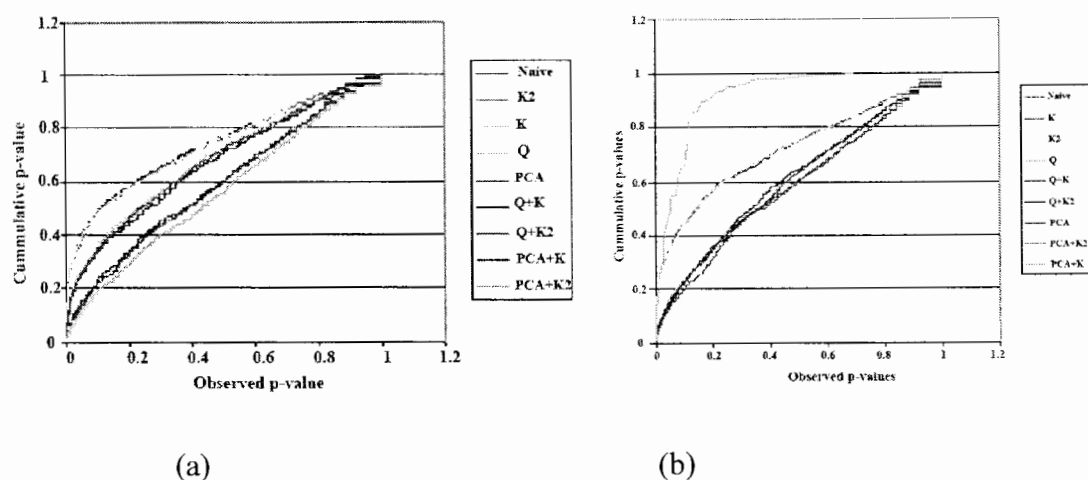 1.2
1
0.8
0.6
0.4
0.2
0
Cummulative p-value
0 0.2 0.4 0.6 0.8 1 1.2
Observed p-value
Naive
K2
K
Q
PCA
Q+K
Q+K2
PCA+K
PCA+K2
(a)
1.2
1
0.8
0.6
0.4
0.2
0
Cummulative p-values
0 0.2 0.4 0.6 0.8 1 1.2
Observed p-values
Naive
K
K2
Q
Q+K
Q+K2
PCA
PCA+K2
PCA+K
(b)